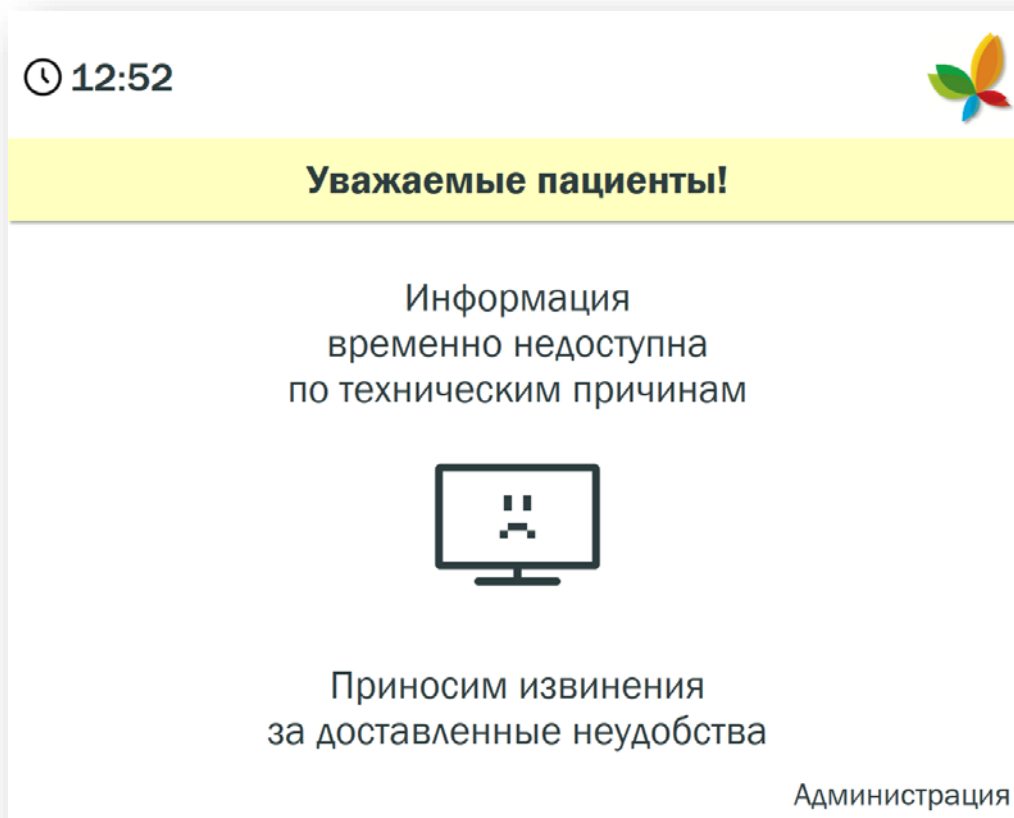 12:52
Уважаемые пациенты!
Информация
временно недоступна
по техническим причинам
Приносим извинения
за доставленные неудобства
Администрация